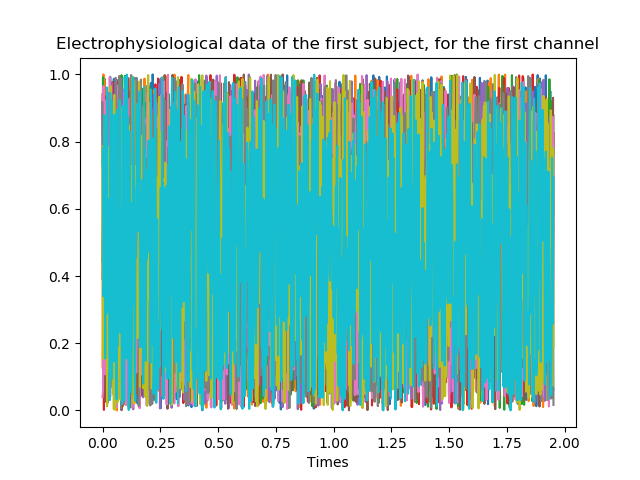 Electrophysiological data of the first subject, for the first channel
1.0
0.8
0.6
0.4
0.2
0.0
0.00 0.25 0.50 0.75 1.00 1.25 1.50 1.75 2.00
Times